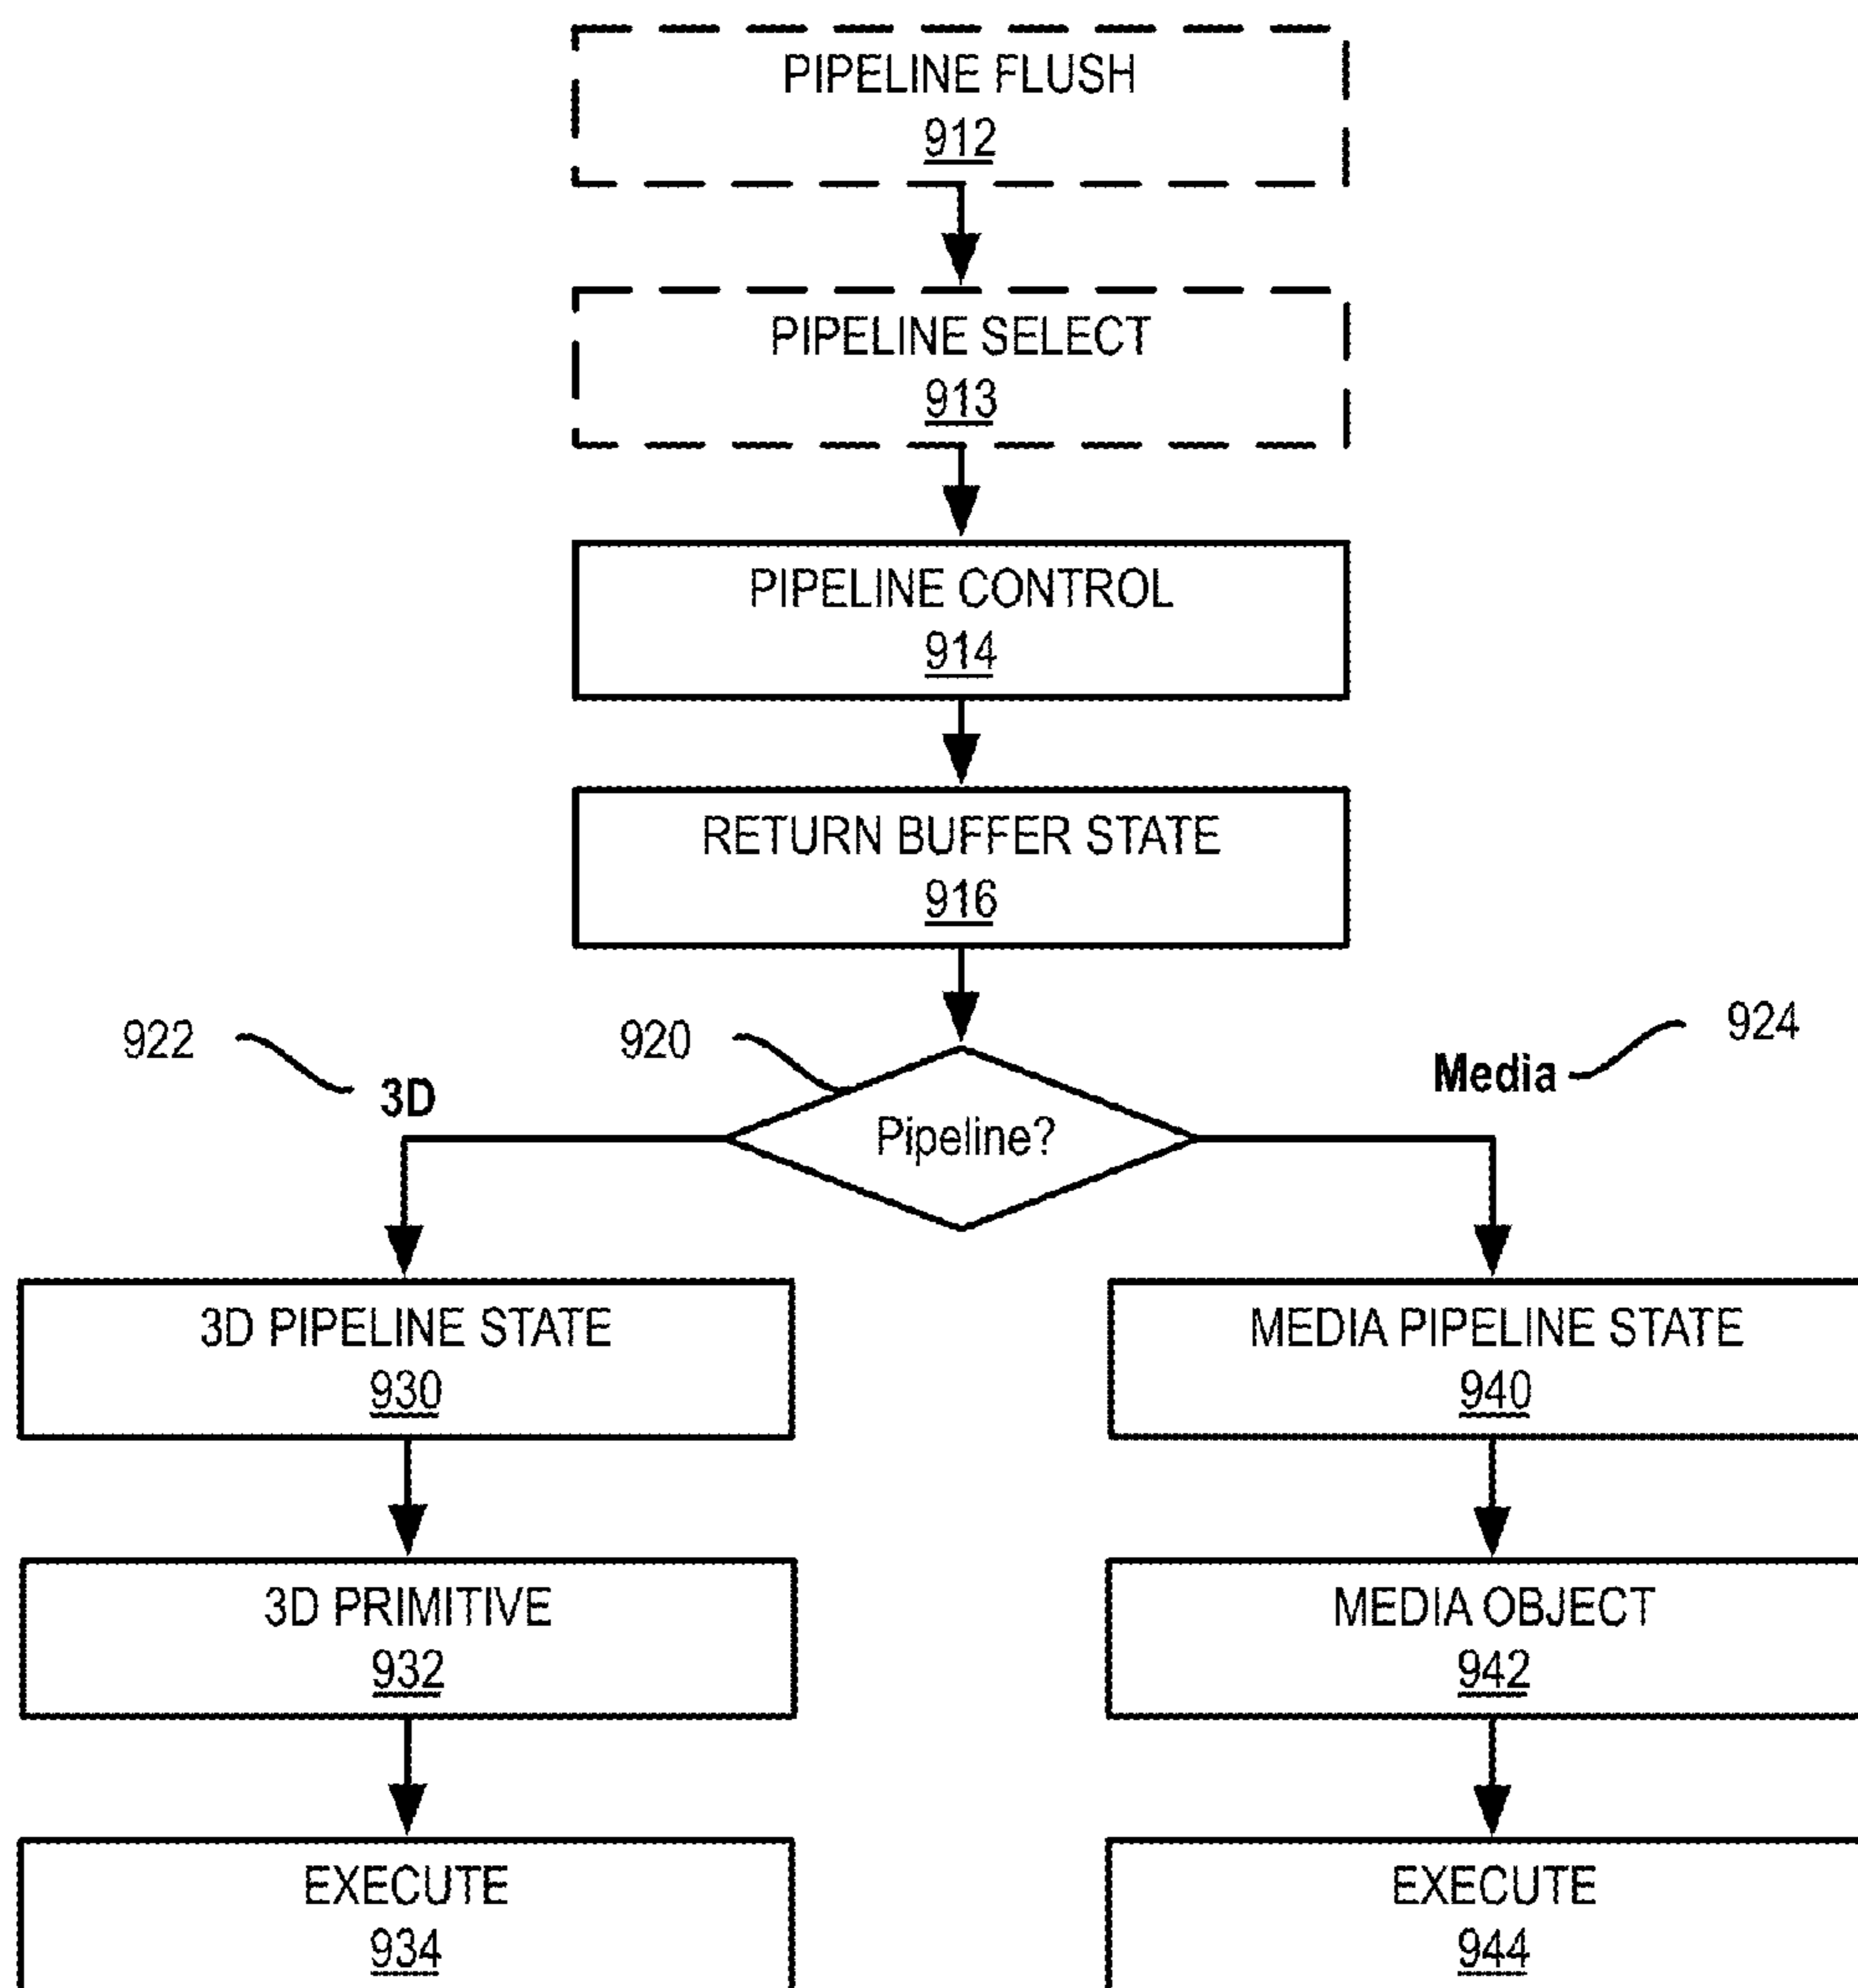 PIPELINE FLUSH
912
PIPELINE SELECT
913
PIPELINE CONTROL
914
RETURN BUFFER STATE
916
922
3D
920
Pipeline?
Media
924
3D PIPELINE STATE
930
MEDIA PIPELINE STATE
940
3D PRIMITIVE
932
MEDIA OBJECT
942
EXECUTE
934
EXECUTE
944